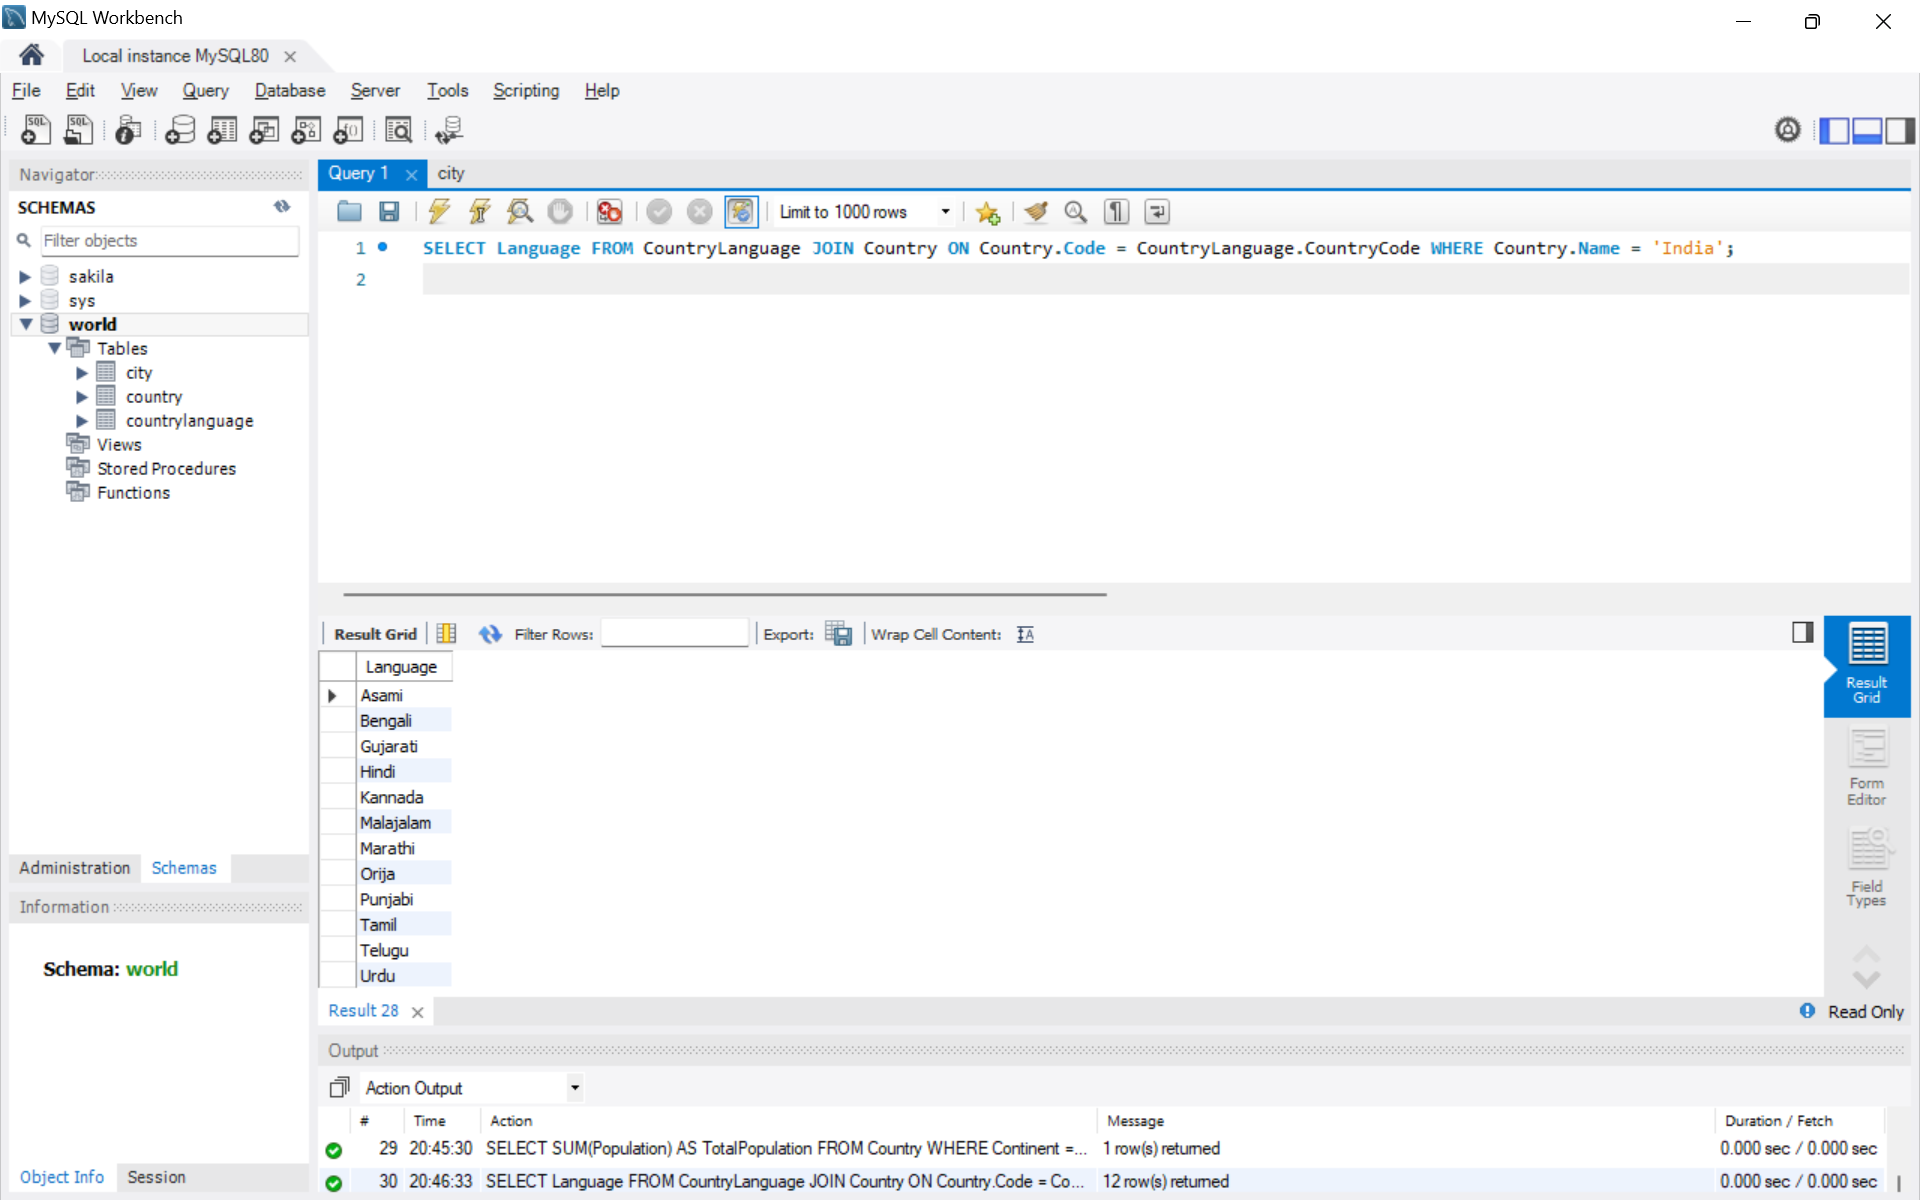 MySQL Workbench
Local instance MySQL80
File Edit View Query Database Server Tools Scripting Help
Navigator
SCHEMAS
Filter objects
sakila
sys
world
Tables
city
country
countrylanguage
Views
Stored Procedures
Functions
Administration Schemas
Information
Schema: world
Object Info Session
Query 1 city
Limit to 1000 rows
1 SELECT Language FROM CountryLanguage JOIN Country ON Country.Code = CountryLanguage.CountryCode WHERE Country.Name = 'India';
2
Result Grid Filter Rows: Export: Wrap Cell Content:
Language
Asami
Bengali
Gujarati
Hindi
Kannada
Malajalam
Marathi
Orija
Punjabi
Tamil
Telugu
Urdu
Result
Grid
Form
Editor
Field
Types
Result 28 Read Only
Output
Action Output
# Time Action Message Duration / Fetch
29 20:45:30 SELECT SUM(Population) AS TotalPopulation FROM Country WHERE Continent =... 1 row(s) returned 0.000 sec / 0.000 sec
30 20:46:33 SELECT Language FROM CountryLanguage JOIN Country ON Country.Code = Co... 12 row(s) returned 0.000 sec / 0.000 sec